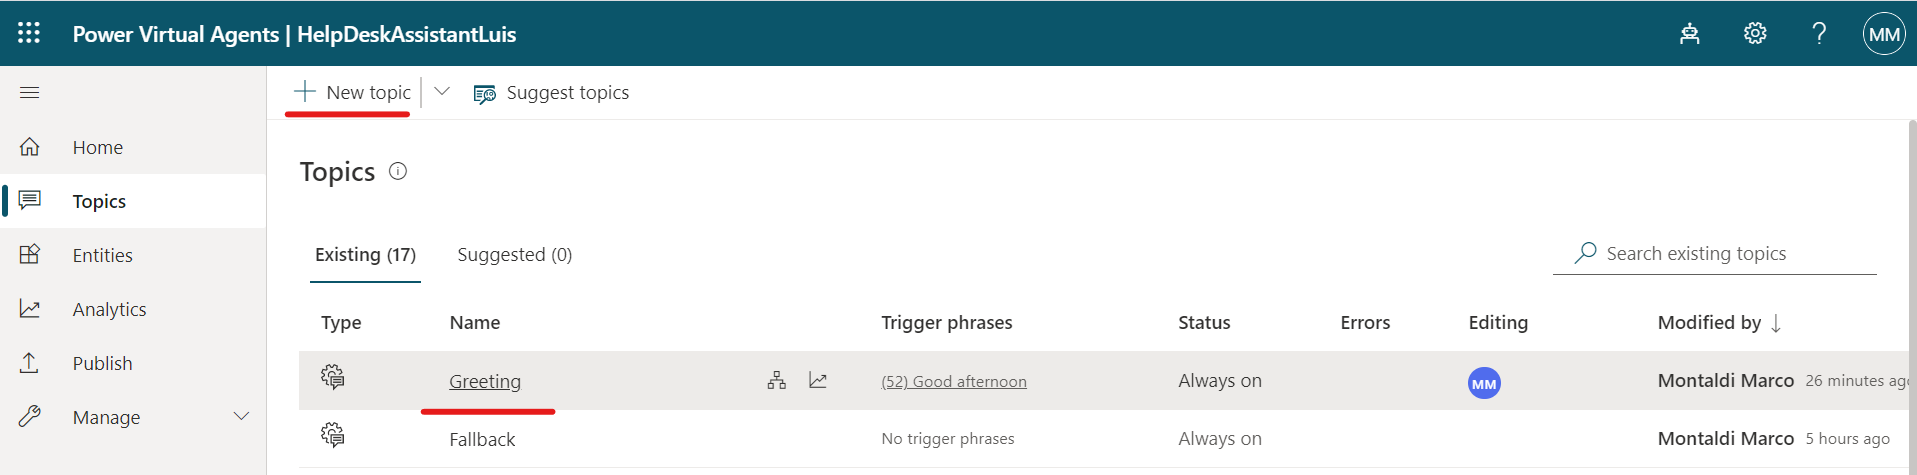 Power Virtual Agents | HelpDeskAssistantLuis
MM
New topic
Suggest topics
Home
Topics
Entities
Analytics
Publish
Manage
Topics
Existing (17)
Suggested (0)
Search existing topics
Type Name Trigger phrases Status Errors Editing Modified by
Greeting (52) Good afternoon Always on MM Montaldi Marco 26 minutes ag
Fallback No trigger phrases Always on Montaldi Marco 5 hours ago